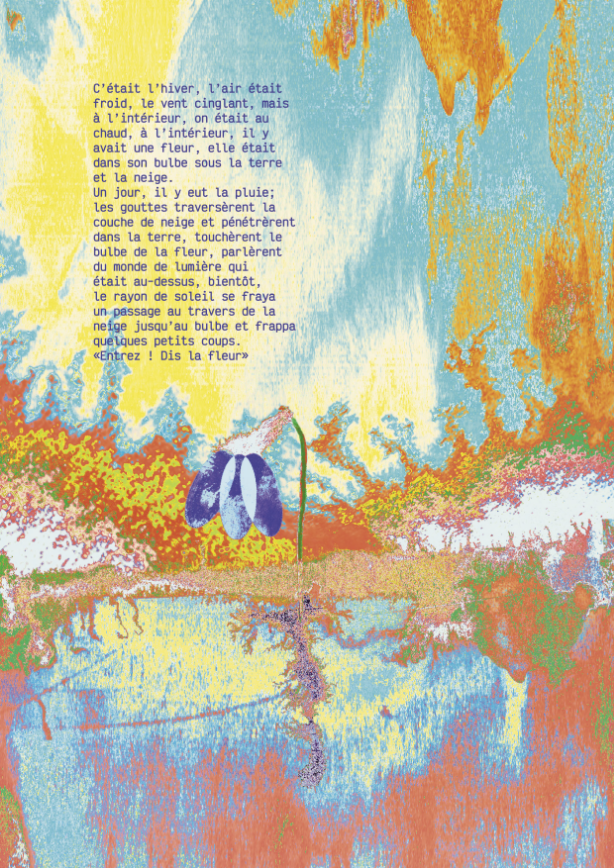 C’était l’hiver, l’air était
froid, le vent cinglant, mais
à l’intérieur, on était au
chaud, à l’intérieur, il y
avait une fleur, elle était
dans son bulbe sous la terre
et la neige.
Un jour, il y eut la pluie;
les gouttes traversèrent la
couche de neige et pénétrèrent
dans la terre, touchèrent le
bulbe de la fleur, parlèrent
du monde de lumière qui
était au-dessus, bientôt,
le rayon de soleil se fraya
un passage au travers de la
neige jusqu’au bulbe et frappa
quelques petits coups.
«Entrez ! Dis la fleur»